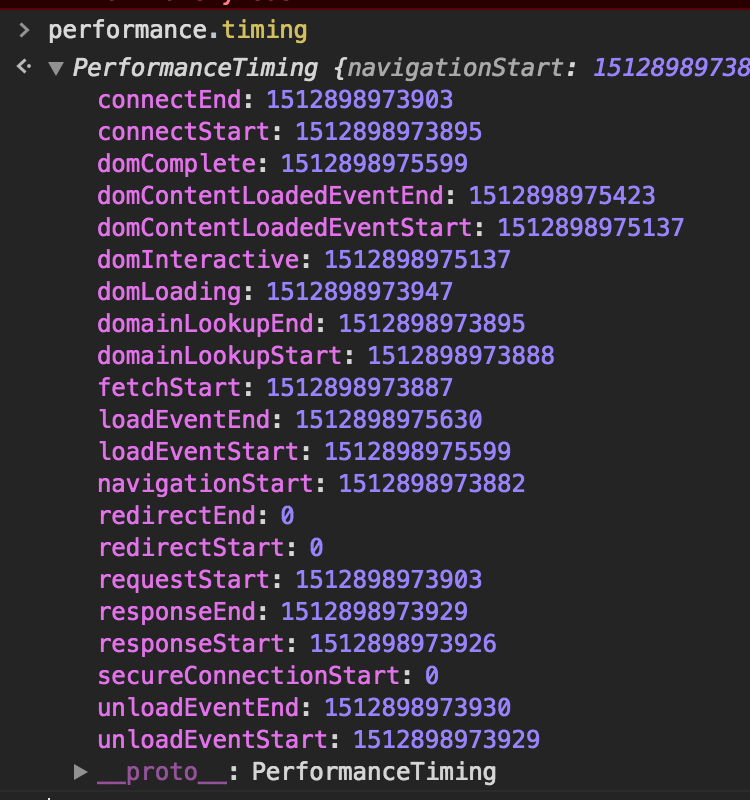 > performance.timing
PerformanceTiming {navigationStart: 15128989738
connectEnd: 1512898973903
connectStart: 1512898973895
domComplete: 1512898975599
domContentLoadedEventEnd: 1512898975423
domContentLoadedEventStart: 1512898975137
domInteractive: 1512898975137
domLoading: 1512898973947
domainLookupEnd: 1512898973895
domainLookupStart: 1512898973888
fetchStart: 1512898973887
loadEventEnd: 1512898975630
loadEventStart: 1512898975599
navigationStart: 1512898973882
redirectEnd: 0
redirectStart: 0
requestStart: 1512898973903
responseEnd: 1512898973929
responseStart: 1512898973926
secureConnectionStart: 0
unloadEventEnd: 1512898973930
unloadEventStart: 1512898973929
__proto__: PerformanceTiming